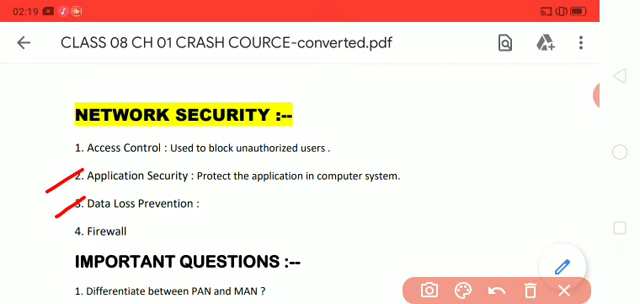 02:19
CLASS 08 CH 01 CRASH COURCE-converted.pdf
NETWORK SECURITY :--
1. Access Control : Used to block unauthorized users .
2. Application Security : Protect the application in computer system.
3. Data Loss Prevention :
4. Firewall
IMPORTANT QUESTIONS :--
1. Differentiate between PAN and MAN ?